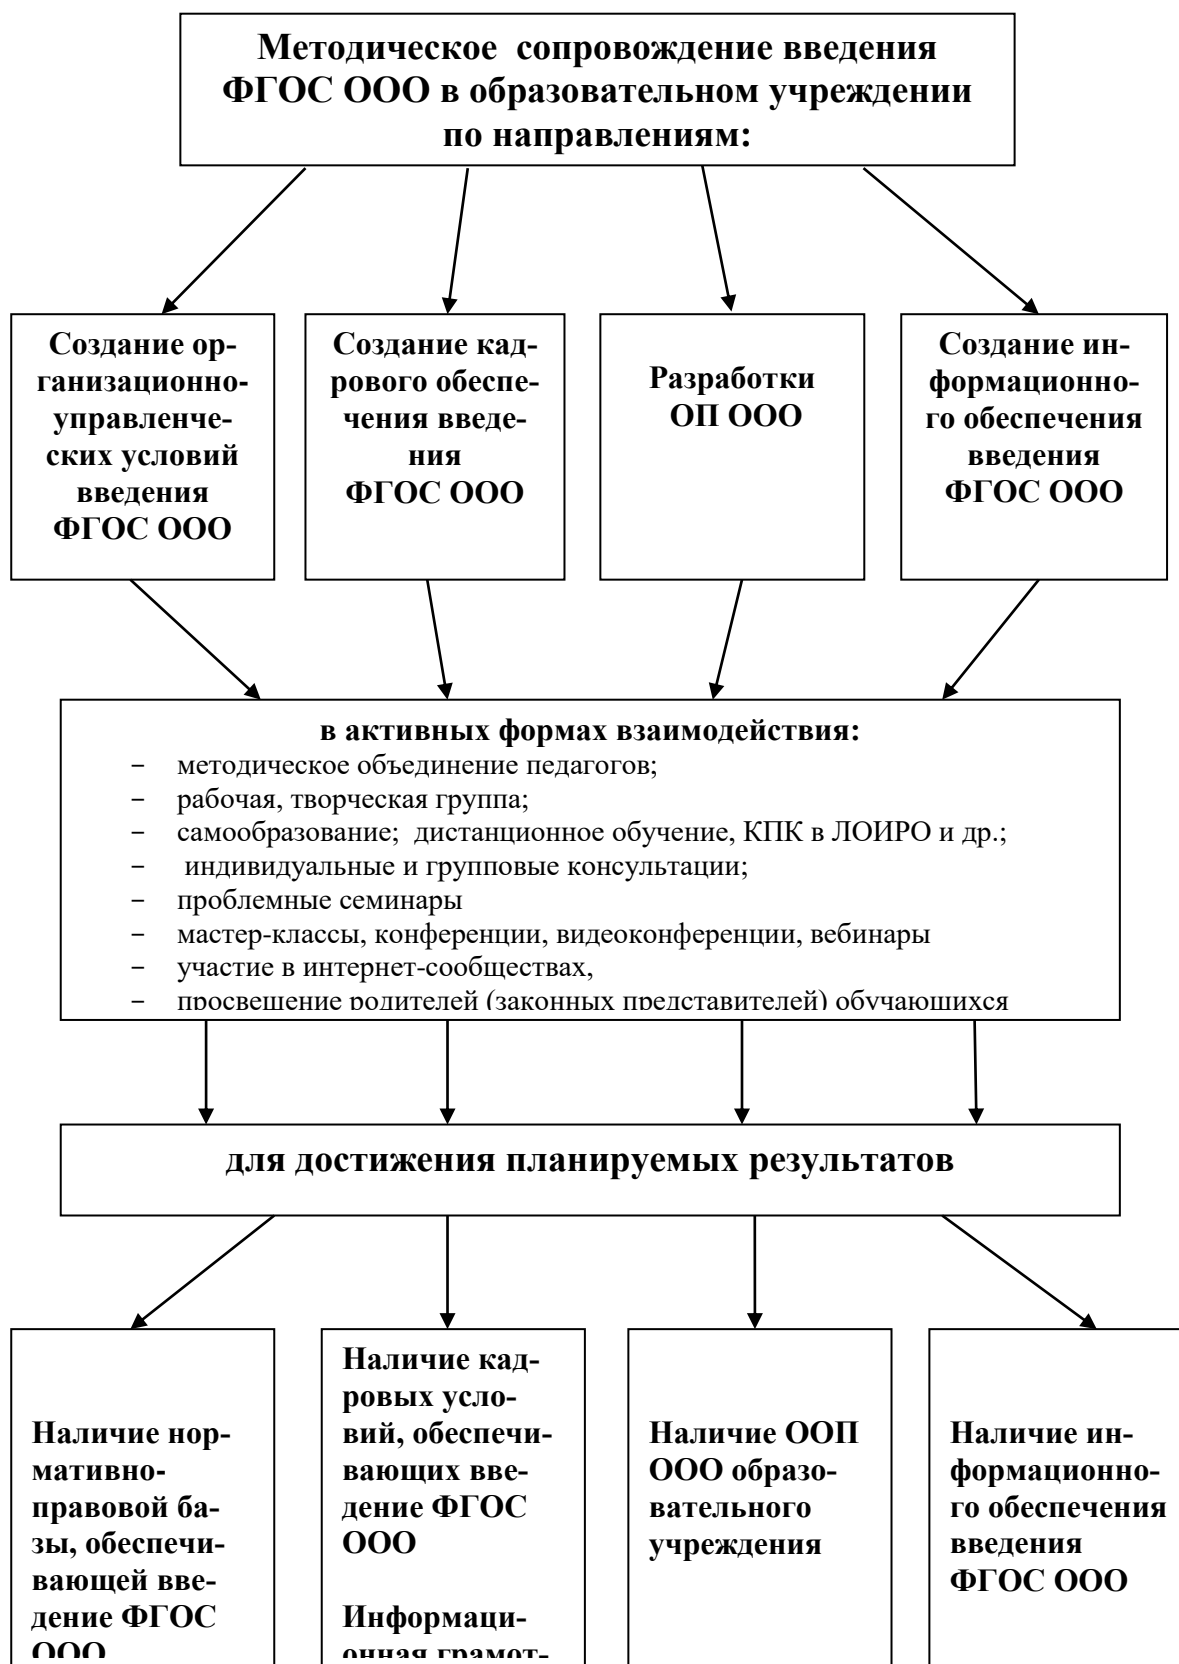 Методическое сопровождение введения
ФГОС ООО в образовательном учреждении
по направлениям:
Создание ор-
ганизационно-
управленче-
ских условий
введения
ФГОС ООО
Создание кад-
рового обеспе-
чения введе-
ния
ФГОС ООО
Разработки
ОП ООО
Создание ин-
формационно-
го обеспечения
введения
ФГОС ООО
в активных формах взаимодействия:
– методическое объединение педагогов;
– рабочая, творческая группа;
– самообразование; дистанционное обучение, КПК в ЛОИРО и др.;
– индивидуальные и групповые консультации;
– проблемные семинары
– мастер-классы, конференции, видеоконференции, вебинары
– участие в интернет-сообществах,
– просвещение родителей (законных представителей) обучающихся
для достижения планируемых результатов
Наличие нор-
мативно-
правовой ба-
зы, обеспечи-
вающей вве-
дение ФГОС
ООО
Наличие кад-
ровых усло-
вий, обеспечи-
вающих вве-
дение ФГОС
ООО
Информаци-
онная грамот-
Наличие ООП
ООО образо-
вательного
учреждения
Наличие ин-
формационно-
го обеспечения
введения
ФГОС ООО